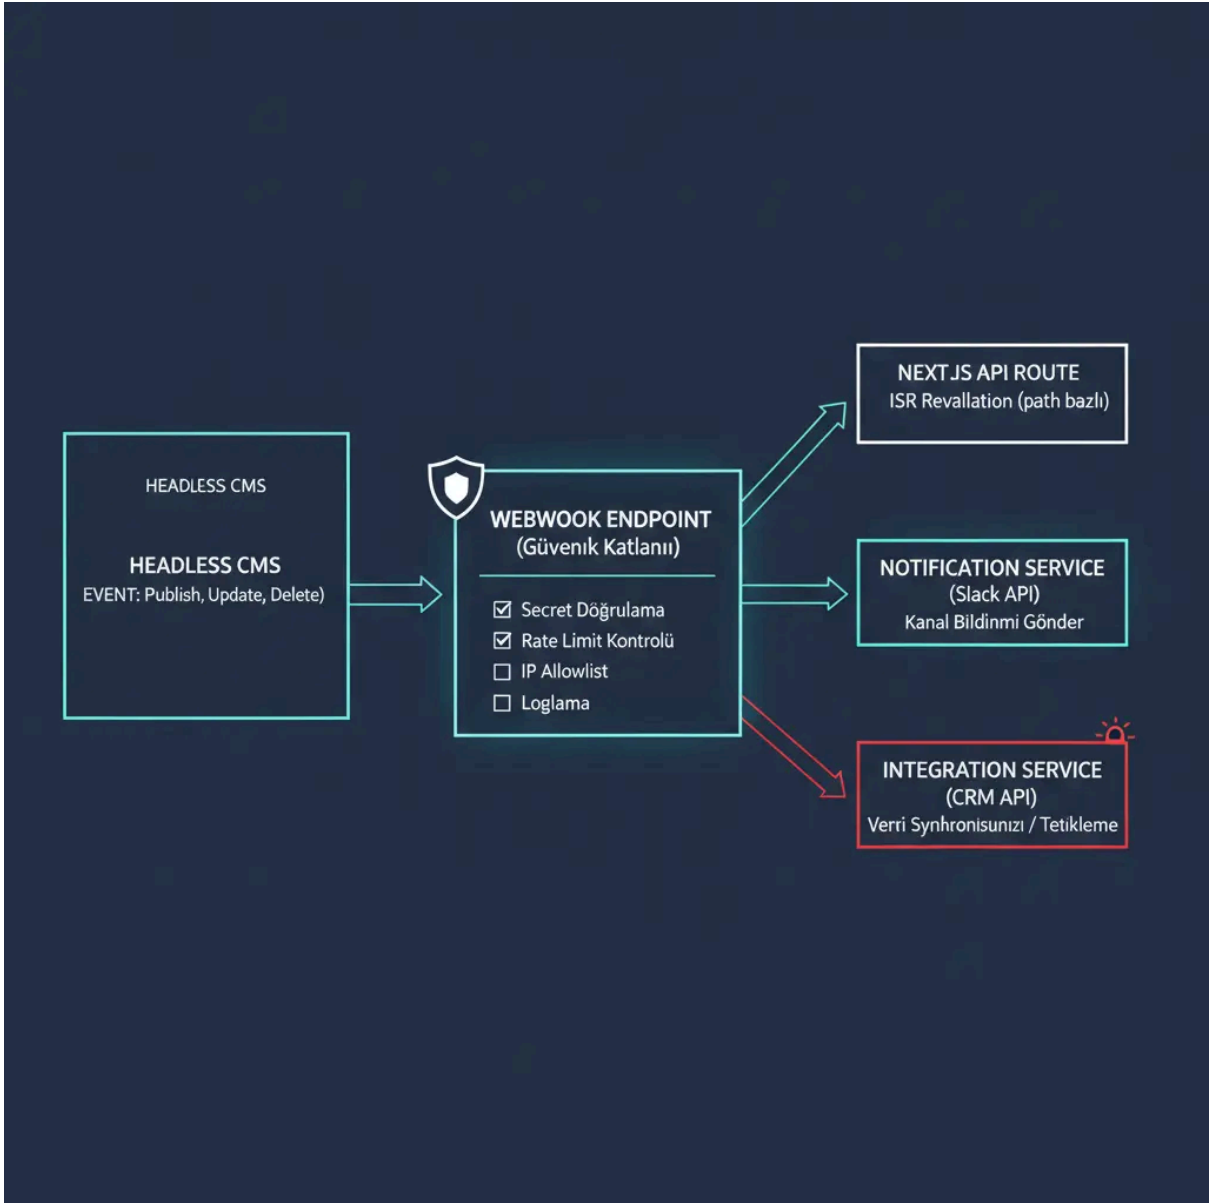 HEADLESS CMS
HEADLESS CMS
EVENT: Publish, Update, Delete)
WEBWOOK ENDPOINT
(Güvenık Katlanıı)
Secret Döğrulama
Rate Limit Kontrolü
IP Allowlist
Loglama
NEXT.JS API ROUTE
ISR Revallation (path bazlı)
NOTIFICATION SERVICE
(Slack API)
Kanal Bildinmi Gönder
INTEGRATION SERVICE
(CRM API)
Verri Synhronisunızı / Tetikleme